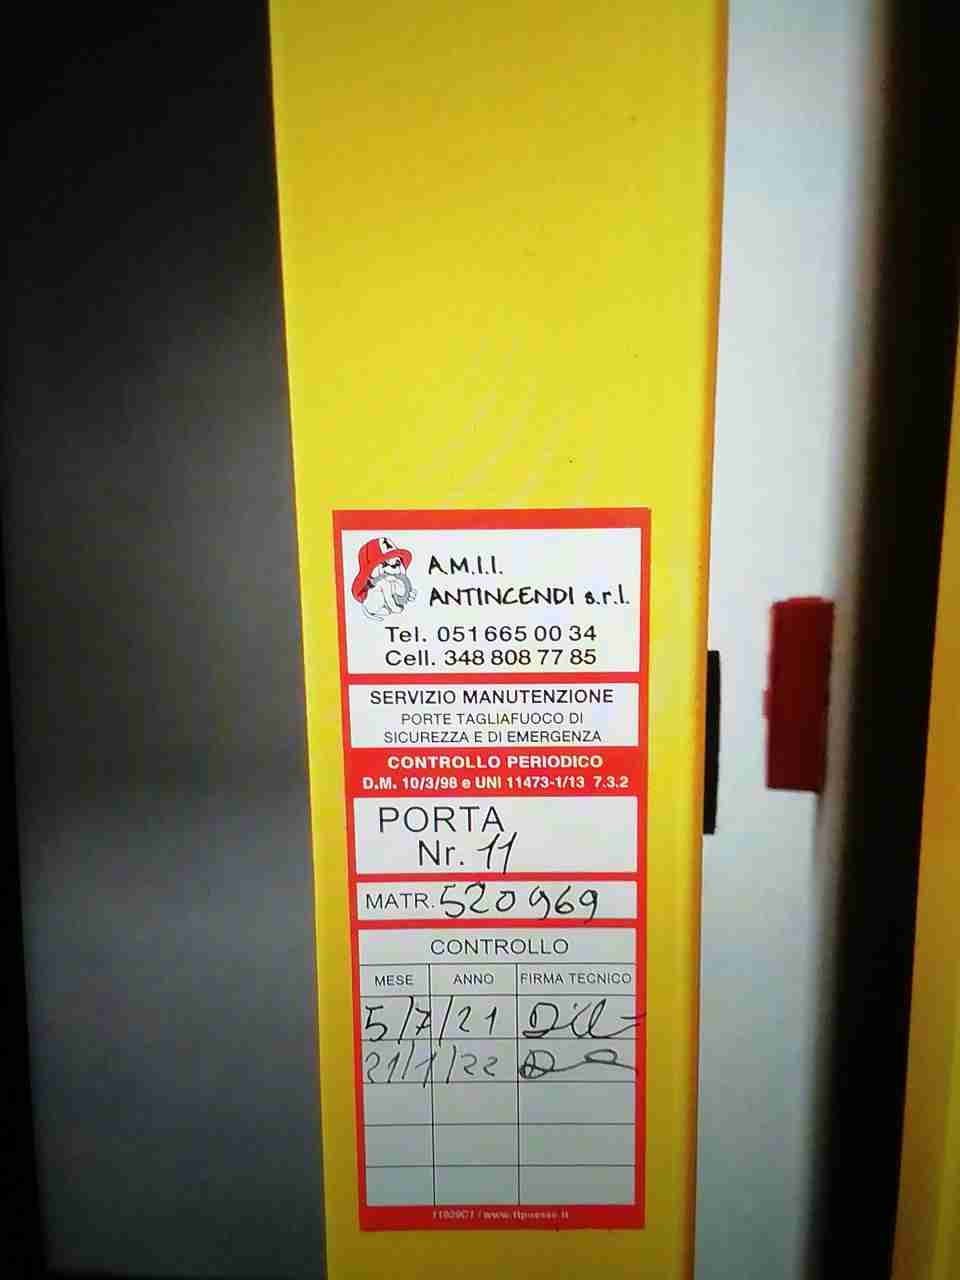 A.M.I.I.
ANTINCENDI s.r.l.
Tel. 051 665 00 34
Cell. 348 808 77 85
SERVIZIO MANUTENZIONE
PORTE TAGLIAFUOCO DI
SICUREZZA E DI EMERGENZA
CONTROLLO PERIODICO
D.M. 10/3/98 e UNI 11473-1/13 7.3.2
PORTA
Nr. 11
MATR. 520969
CONTROLLO
MESE ANNO FIRMA TECNICO
5/7/21
21/1/22